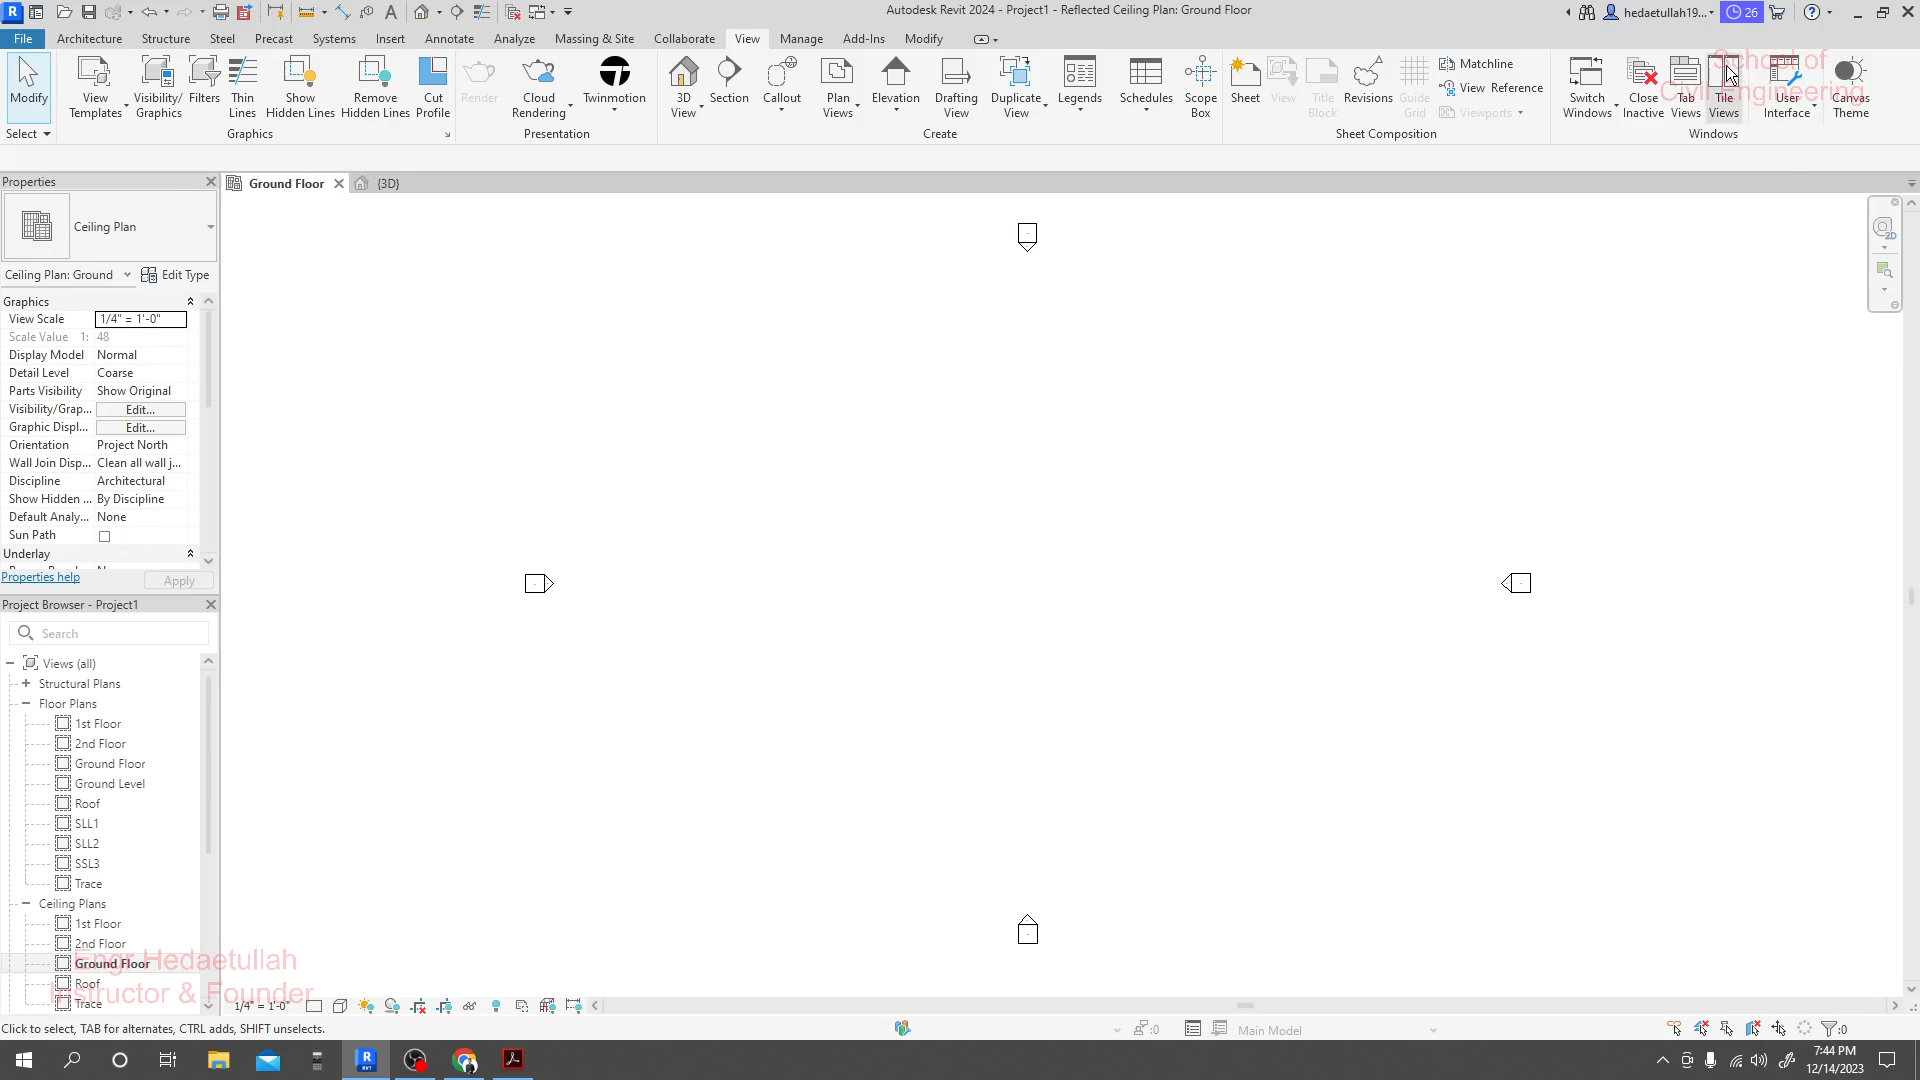 Autodesk Revit 2024 - Project1 - Reflected Ceiling Plan: Ground Floor
hedaetullah19...
26
File Architecture Structure Steel Precast Systems Insert Annotate Analyze Massing & Site Collaborate View Manage Add-Ins Modify
Modify
View Templates
Visibility/ Graphics
Filters
Thin Lines
Show Hidden Lines
Remove Hidden Lines
Cut Profile
Render
Cloud Rendering
Twinmotion
3D View
Section
Callout
Plan Views
Elevation
Drafting View
Duplicate View
Legends
Schedules
Scope Box
Sheet
View
Title Block
Revisions
Guide Grid
Matchline
View Reference
Viewports
Switch Windows
Close Inactive
Tab Views
Tile Views
User Interface
Canvas Theme
School of
Civil Engineering
Select
Graphics
Presentation
Create
Sheet Composition
Windows
Properties
Ground Floor
{3D}
Ceiling Plan
Ceiling Plan: Ground
Edit Type
Graphics
View Scale 1/4" = 1'-0"
Scale Value 1: 48
Display Model Normal
Detail Level Coarse
Parts Visibility Show Original
Visibility/Grap... Edit...
Graphic Displ... Edit...
Orientation Project North
Wall Join Disp... Clean all wall j...
Discipline Architectural
Show Hidden ... By Discipline
Default Analy... None
Sun Path
Underlay
Properties help
Apply
Project Browser - Project1
Search
Views (all)
Structural Plans
Floor Plans
1st Floor
2nd Floor
Ground Floor
Ground Level
Roof
SLL1
SLL2
SSL3
Trace
Ceiling Plans
1st Floor
2nd Floor
Ground Floor
Roof
Trace
Engr.Hedaetullah
Instructor & Founder
1/4" = 1'-0"
Click to select, TAB for alternates, CTRL adds, SHIFT unselects.
:0
Main Model
:0
7:44 PM
12/14/2023